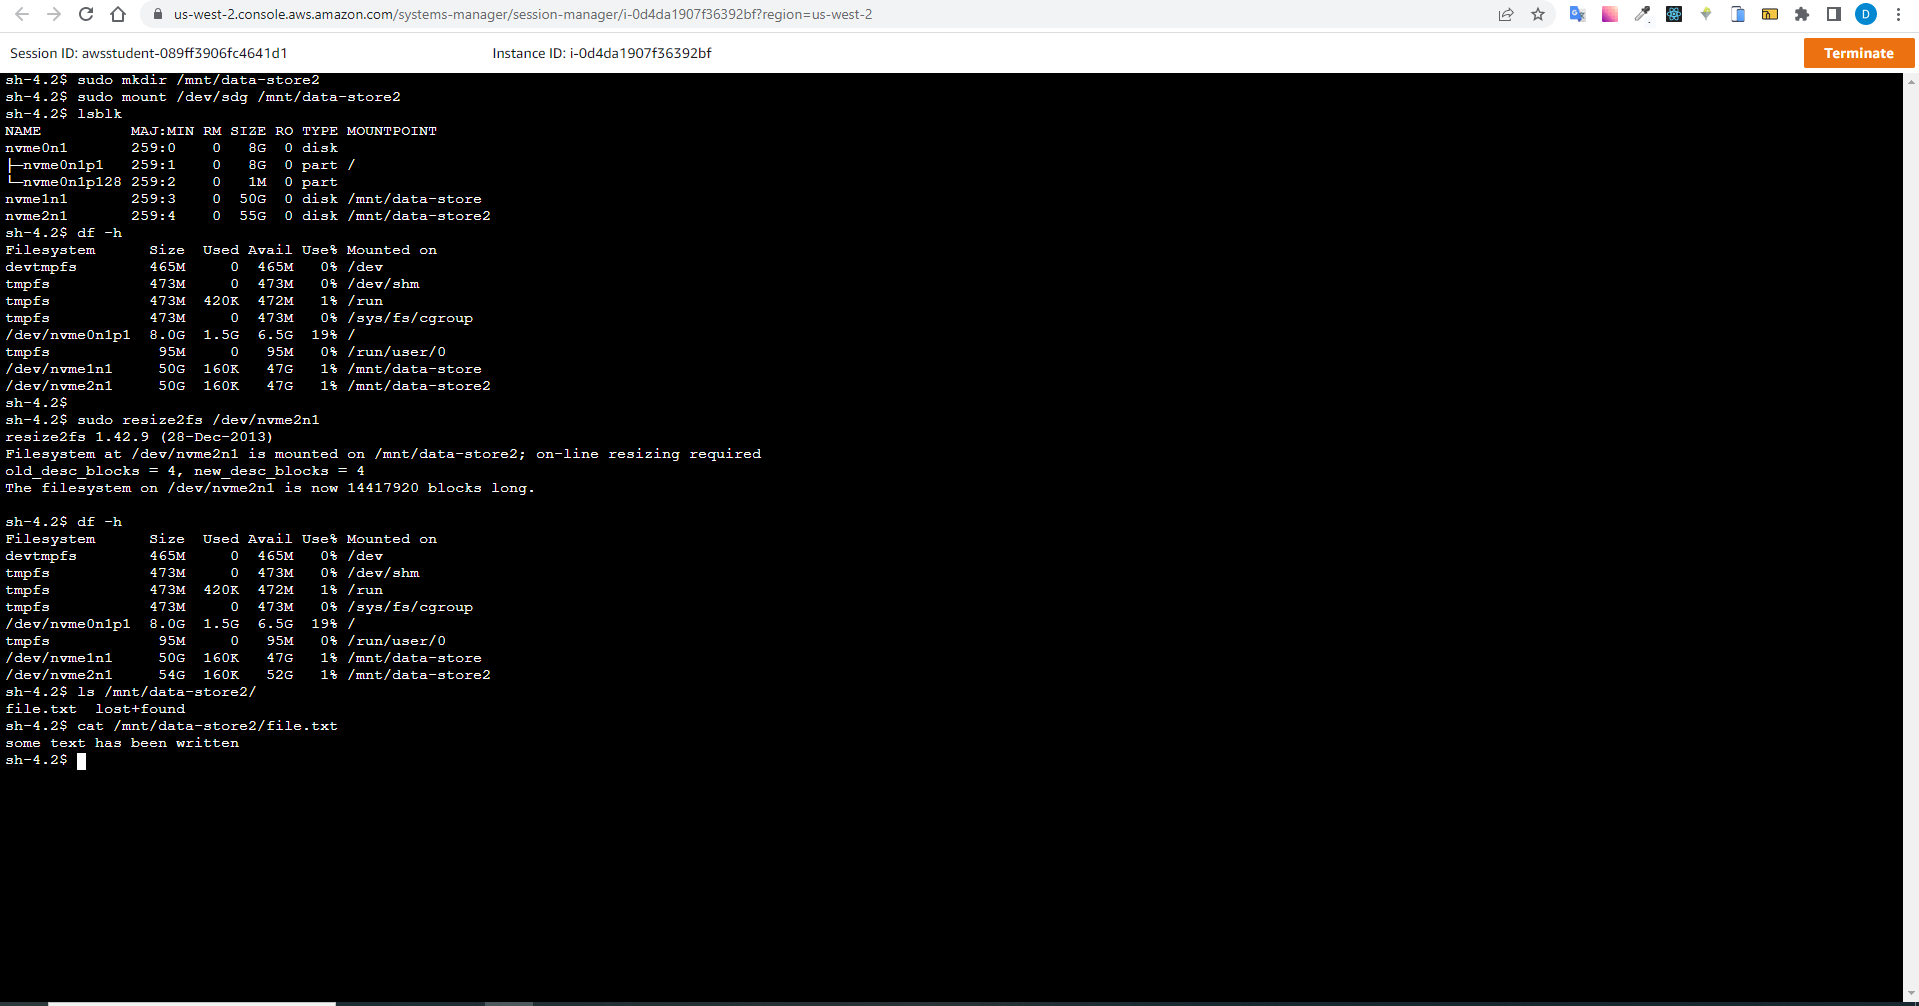 us-west-2.console.aws.amazon.com/systems-manager/session-manager/i-0d4da1907f36392bf?region=us-west-2
D
Session ID: awsstudent-089ff3906fc4641d1 Instance ID: i-0d4da1907f36392bf Terminate
sh-4.2$ sudo mkdir /mnt/data-store2
sh-4.2$ sudo mount /dev/sdg /mnt/data-store2
sh-4.2$ lsblk
NAME          MAJ:MIN RM SIZE RO TYPE MOUNTPOINT
nvme0n1       259:0    0   8G  0 disk
├─nvme0n1p1   259:1    0   8G  0 part /
└─nvme0n1p128 259:2    0   1M  0 part
nvme1n1       259:3    0  50G  0 disk /mnt/data-store
nvme2n1       259:4    0  55G  0 disk /mnt/data-store2
sh-4.2$ df -h
Filesystem      Size  Used Avail Use% Mounted on
devtmpfs        465M     0  465M   0% /dev
tmpfs           473M     0  473M   0% /dev/shm
tmpfs           473M  420K  472M   1% /run
tmpfs           473M     0  473M   0% /sys/fs/cgroup
/dev/nvme0n1p1  8.0G  1.5G  6.5G  19% /
tmpfs            95M     0   95M   0% /run/user/0
/dev/nvme1n1     50G  160K   47G   1% /mnt/data-store
/dev/nvme2n1     50G  160K   47G   1% /mnt/data-store2
sh-4.2$
sh-4.2$ sudo resize2fs /dev/nvme2n1
resize2fs 1.42.9 (28-Dec-2013)
Filesystem at /dev/nvme2n1 is mounted on /mnt/data-store2; on-line resizing required
old_desc_blocks = 4, new_desc_blocks = 4
The filesystem on /dev/nvme2n1 is now 14417920 blocks long.
sh-4.2$ df -h
Filesystem      Size  Used Avail Use% Mounted on
devtmpfs        465M     0  465M   0% /dev
tmpfs           473M     0  473M   0% /dev/shm
tmpfs           473M  420K  472M   1% /run
tmpfs           473M     0  473M   0% /sys/fs/cgroup
/dev/nvme0n1p1  8.0G  1.5G  6.5G  19% /
tmpfs            95M     0   95M   0% /run/user/0
/dev/nvme1n1     50G  160K   47G   1% /mnt/data-store
/dev/nvme2n1     54G  160K   52G   1% /mnt/data-store2
sh-4.2$ ls /mnt/data-store2/
file.txt  lost+found
sh-4.2$ cat /mnt/data-store2/file.txt
some text has been written
sh-4.2$